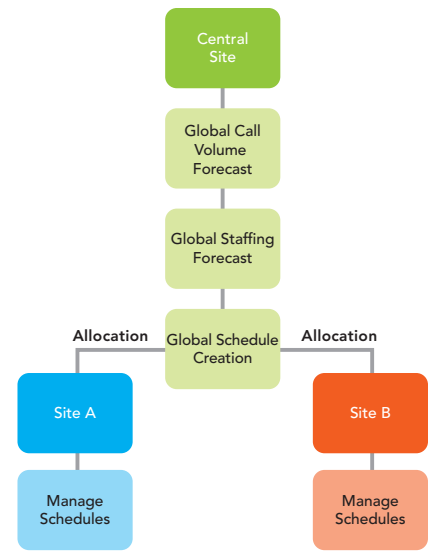 Central
Site
Global Call
Volume
Forecast
Global Staffing
Forecast
Allocation
Global Schedule
Creation
Allocation
Site A
Site B
Manage
Schedules
Manage
Schedules